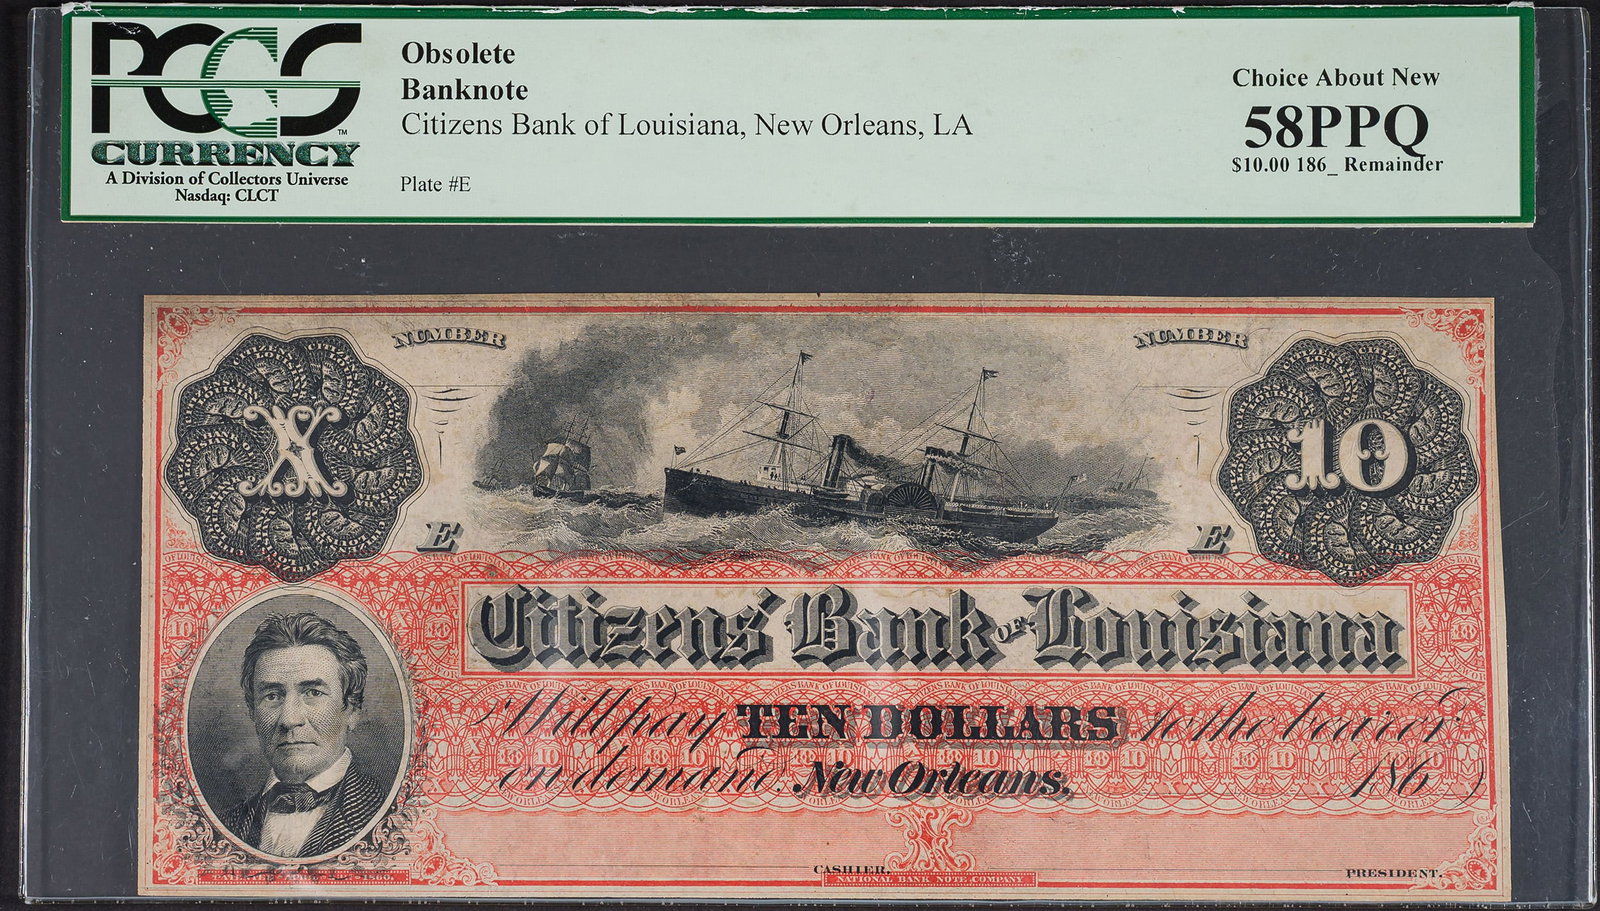 PCGS
™
CURRENCY
A Division of Collectors Universe
Nasdaq: CLCT
Obsolete
Banknote
Citizens Bank of Louisiana, New Orleans, LA
Plate #E
Choice About New
58PPQ
$10.00 186_ Remainder
NUMBER
NUMBER
X
10
E
E
Citizens' Bank OF Louisiana
Will pay TEN DOLLARS to the bearer
on demand. New Orleans, 186
CASHIER.
PRESIDENT.
NATIONAL BANK NOTE COMPANY
1860.